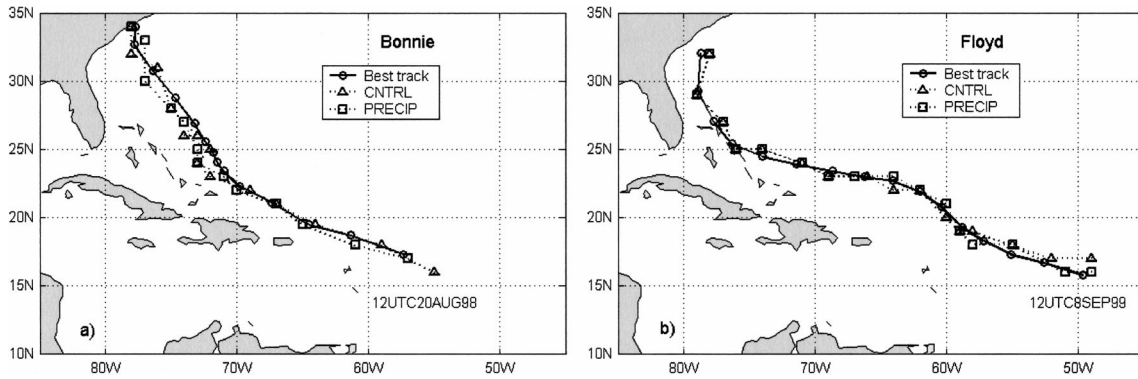 35N
30N
25N
20N
15N
10N
80W
70W
60W
50W
Bonnie
Best track
CNTRL
PRECIP
12UTC20AUG98
a)
35N
30N
25N
20N
15N
10N
80W
70W
60W
50W
Floyd
Best track
CNTRL
PRECIP
12UTC8SEP99
b)